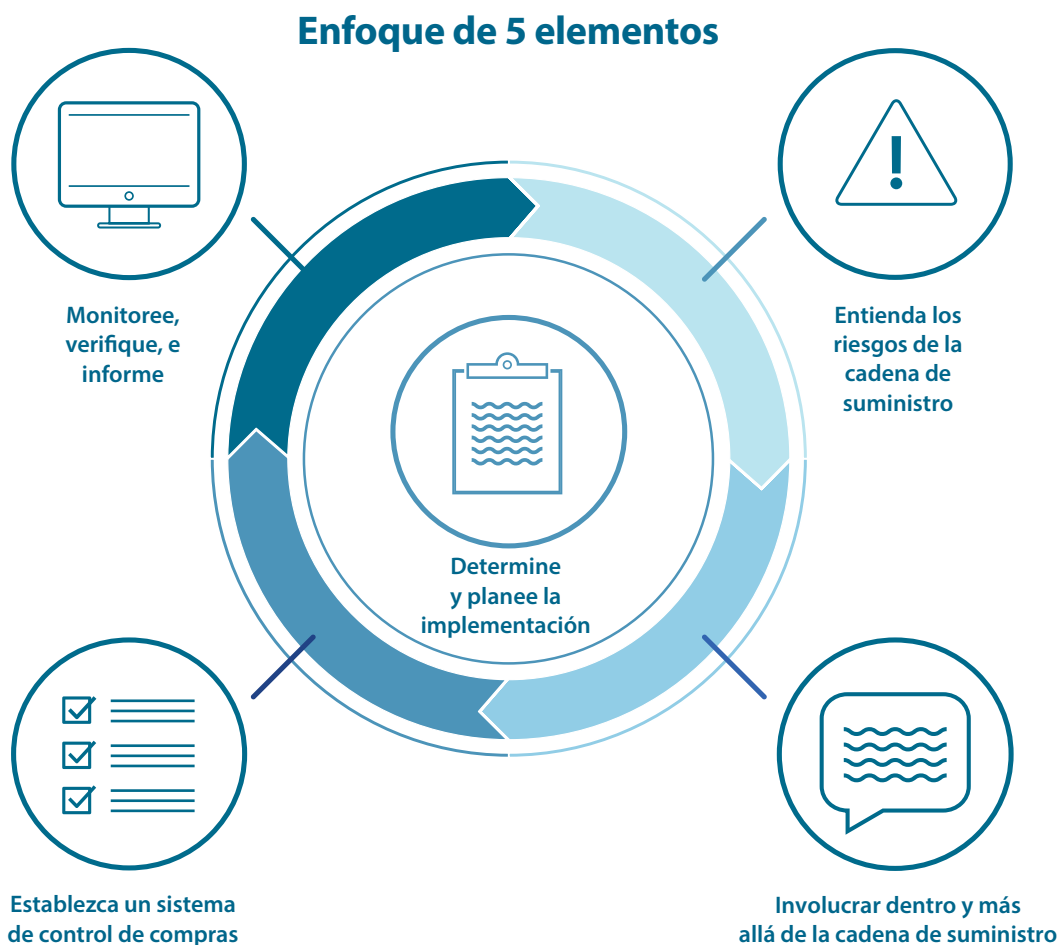 Enfoque de 5 elementos
Monitoree,
verifique, e
informe
Entienda los
riesgos de la
cadena de
suministro
Determine
y planee la
implementación
Establezca un sistema
de control de compras
Involucrar dentro y más
allá de la cadena de suministro